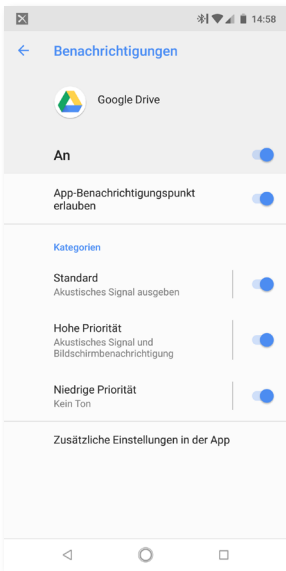 14:58
Benachrichtigungen
Google Drive
An
App-Benachrichtigungspunkt
erlauben
Kategorien
Standard
Akustisches Signal ausgeben
Hohe Priorität
Akustisches Signal und
Bildschirmbenachrichtigung
Niedrige Priorität
Kein Ton
Zusätzliche Einstellungen in der App